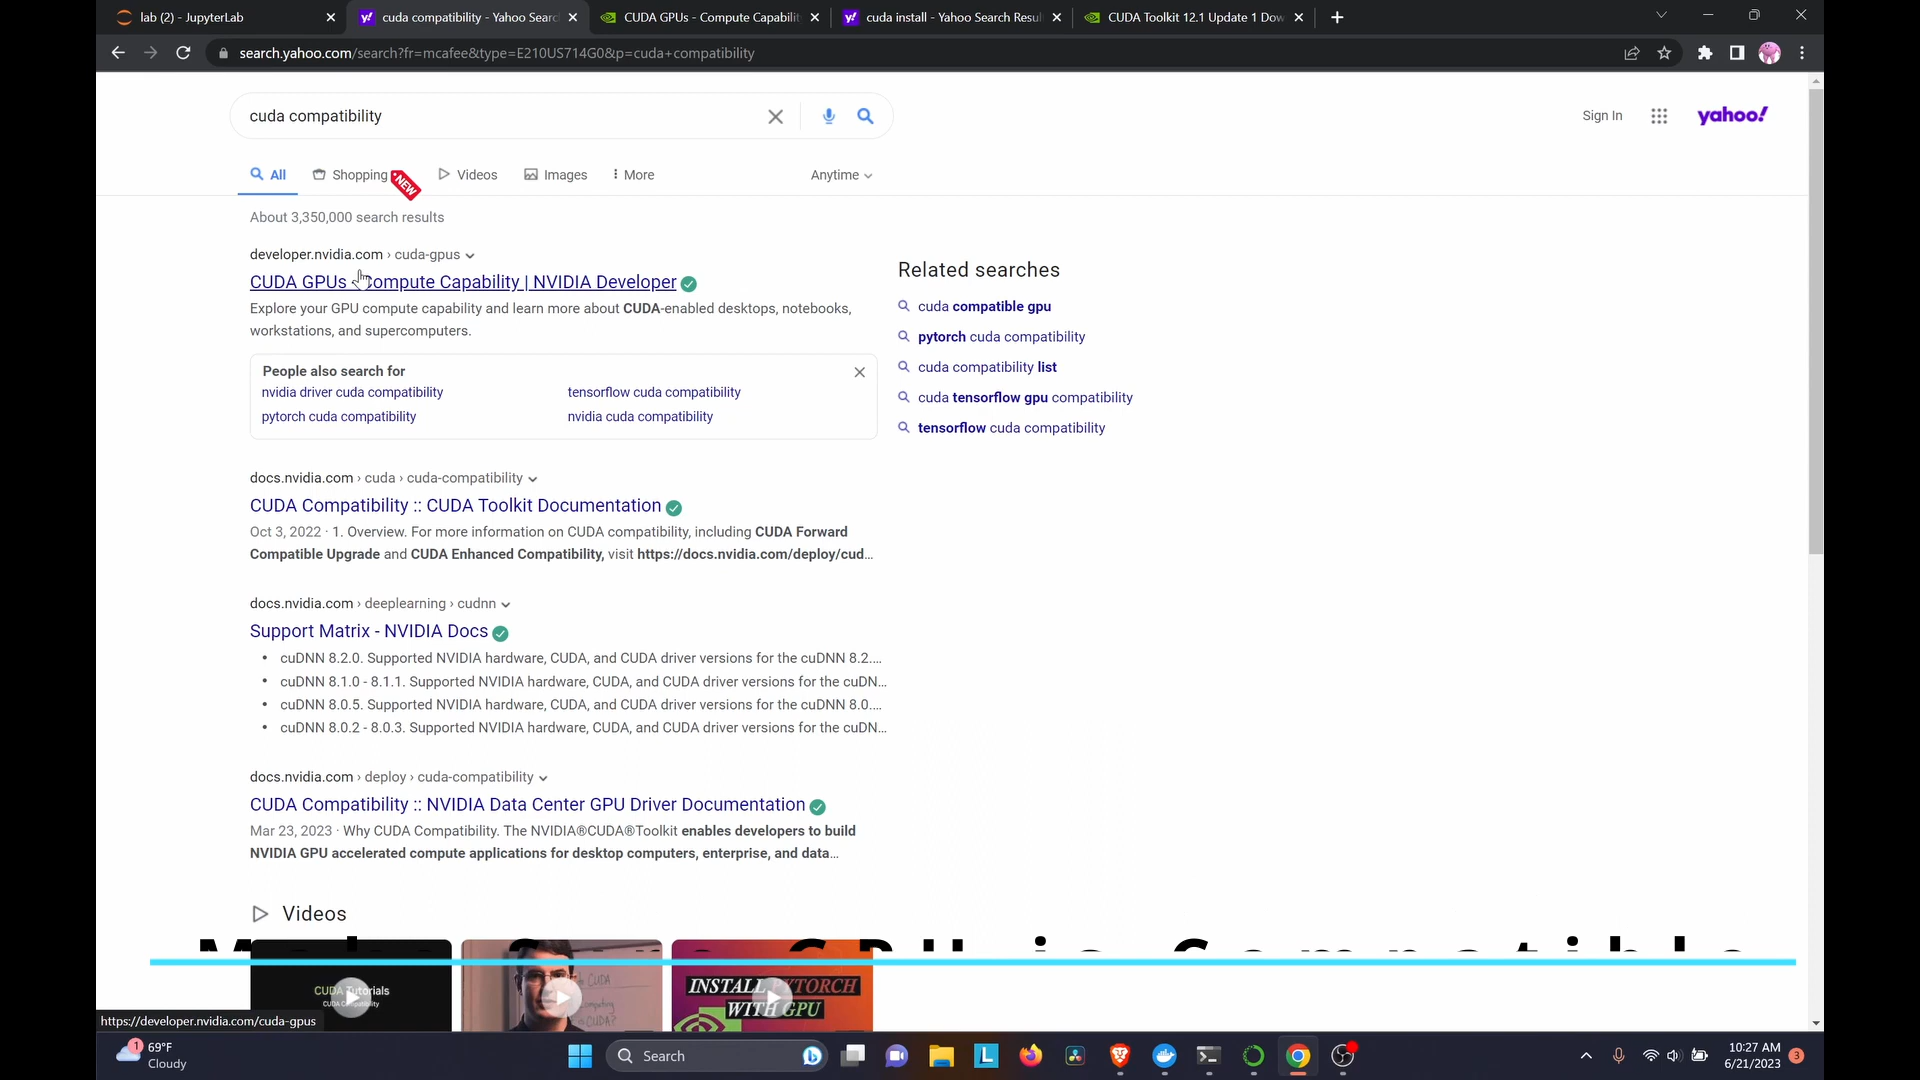 lab (2) - JupyterLab
cuda compatibility - Yahoo Searc
CUDA GPUs - Compute Capabilit
cuda install - Yahoo Search Resul
CUDA Toolkit 12.1 Update 1 Dow
search.yahoo.com/search?fr=mcafee&type=E210US714G0&p=cuda+compatibility
cuda compatibility
Sign In
yahoo!
All
Shopping
NEW
Videos
Images
More
Anytime
About 3,350,000 search results
developer.nvidia.com › cuda-gpus
CUDA GPUs - Compute Capability | NVIDIA Developer
Explore your GPU compute capability and learn more about CUDA-enabled desktops, notebooks,
workstations, and supercomputers.
People also search for
nvidia driver cuda compatibility
tensorflow cuda compatibility
pytorch cuda compatibility
nvidia cuda compatibility
Related searches
cuda compatible gpu
pytorch cuda compatibility
cuda compatibility list
cuda tensorflow gpu compatibility
tensorflow cuda compatibility
docs.nvidia.com › cuda › cuda-compatibility
CUDA Compatibility :: CUDA Toolkit Documentation
Oct 3, 2022 · 1. Overview. For more information on CUDA compatibility, including CUDA Forward
Compatible Upgrade and CUDA Enhanced Compatibility, visit https://docs.nvidia.com/deploy/cud...
docs.nvidia.com › deeplearning › cudnn
Support Matrix - NVIDIA Docs
• cuDNN 8.2.0. Supported NVIDIA hardware, CUDA, and CUDA driver versions for the cuDNN 8.2....
• cuDNN 8.1.0 - 8.1.1. Supported NVIDIA hardware, CUDA, and CUDA driver versions for the cuDN...
• cuDNN 8.0.5. Supported NVIDIA hardware, CUDA, and CUDA driver versions for the cuDNN 8.0....
• cuDNN 8.0.2 - 8.0.3. Supported NVIDIA hardware, CUDA, and CUDA driver versions for the cuDN...
docs.nvidia.com › deploy › cuda-compatibility
CUDA Compatibility :: NVIDIA Data Center GPU Driver Documentation
Mar 23, 2023 · Why CUDA Compatibility. The NVIDIA®CUDA®Toolkit enables developers to build
NVIDIA GPU accelerated compute applications for desktop computers, enterprise, and data...
Videos
CUDA Tutorials
CUDA Compatibility
INSTALL PYTORCH
WITH GPU
https://developer.nvidia.com/cuda-gpus
1
69°F
Cloudy
Search
10:27 AM
6/21/2023
3